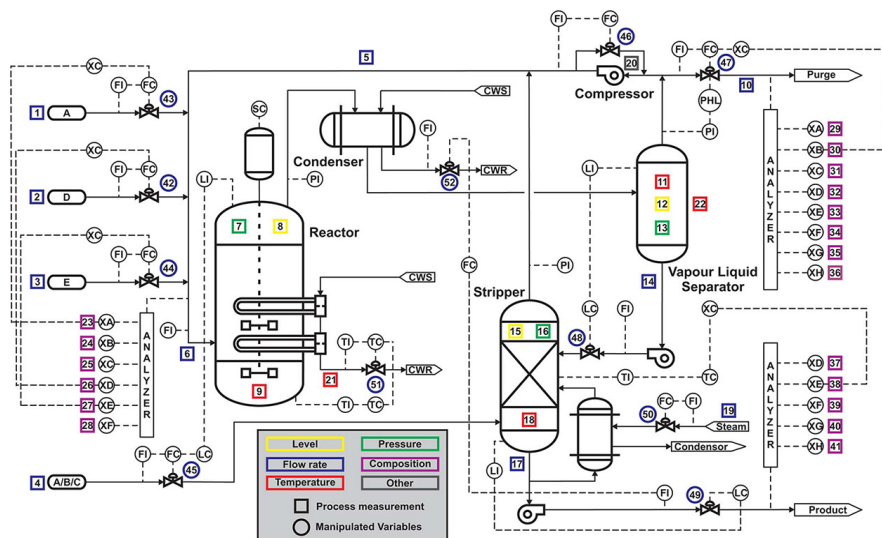 FI
FC
46
5
20
Compressor
FI
FC
XC
47
10
Purge
PHL
PI
XC
FI
FC
43
1
A
SC
CWS
Condenser
FI
CWR
52
XC
FI
FC
42
2
D
LI
PI
7
8
Reactor
XC
FI
FC
44
3
E
LI
11
12
13
22
14
Vapour Liquid
Separator
ANALYZER
XA
29
XB
30
XC
31
XD
32
XE
33
XF
34
XG
35
XH
36
CWS
FC
PI
Stripper
15
16
LC
48
FI
XC
TI
TC
23
XA
24
XB
25
XC
26
XD
27
XE
28
XF
ANALYZER
FI
6
TI
TC
21
51
CWR
9
TI
TC
18
50
FC
FI
19
Steam
Condensor
ANALYZER
XD
37
XE
38
XF
39
XG
40
XH
41
4
A/B/C
FI
FC
LC
45
LI
17
FI
49
LC
Product
Level
Pressure
Flow rate
Composition
Temperature
Other
Process measurement
Manipulated Variables